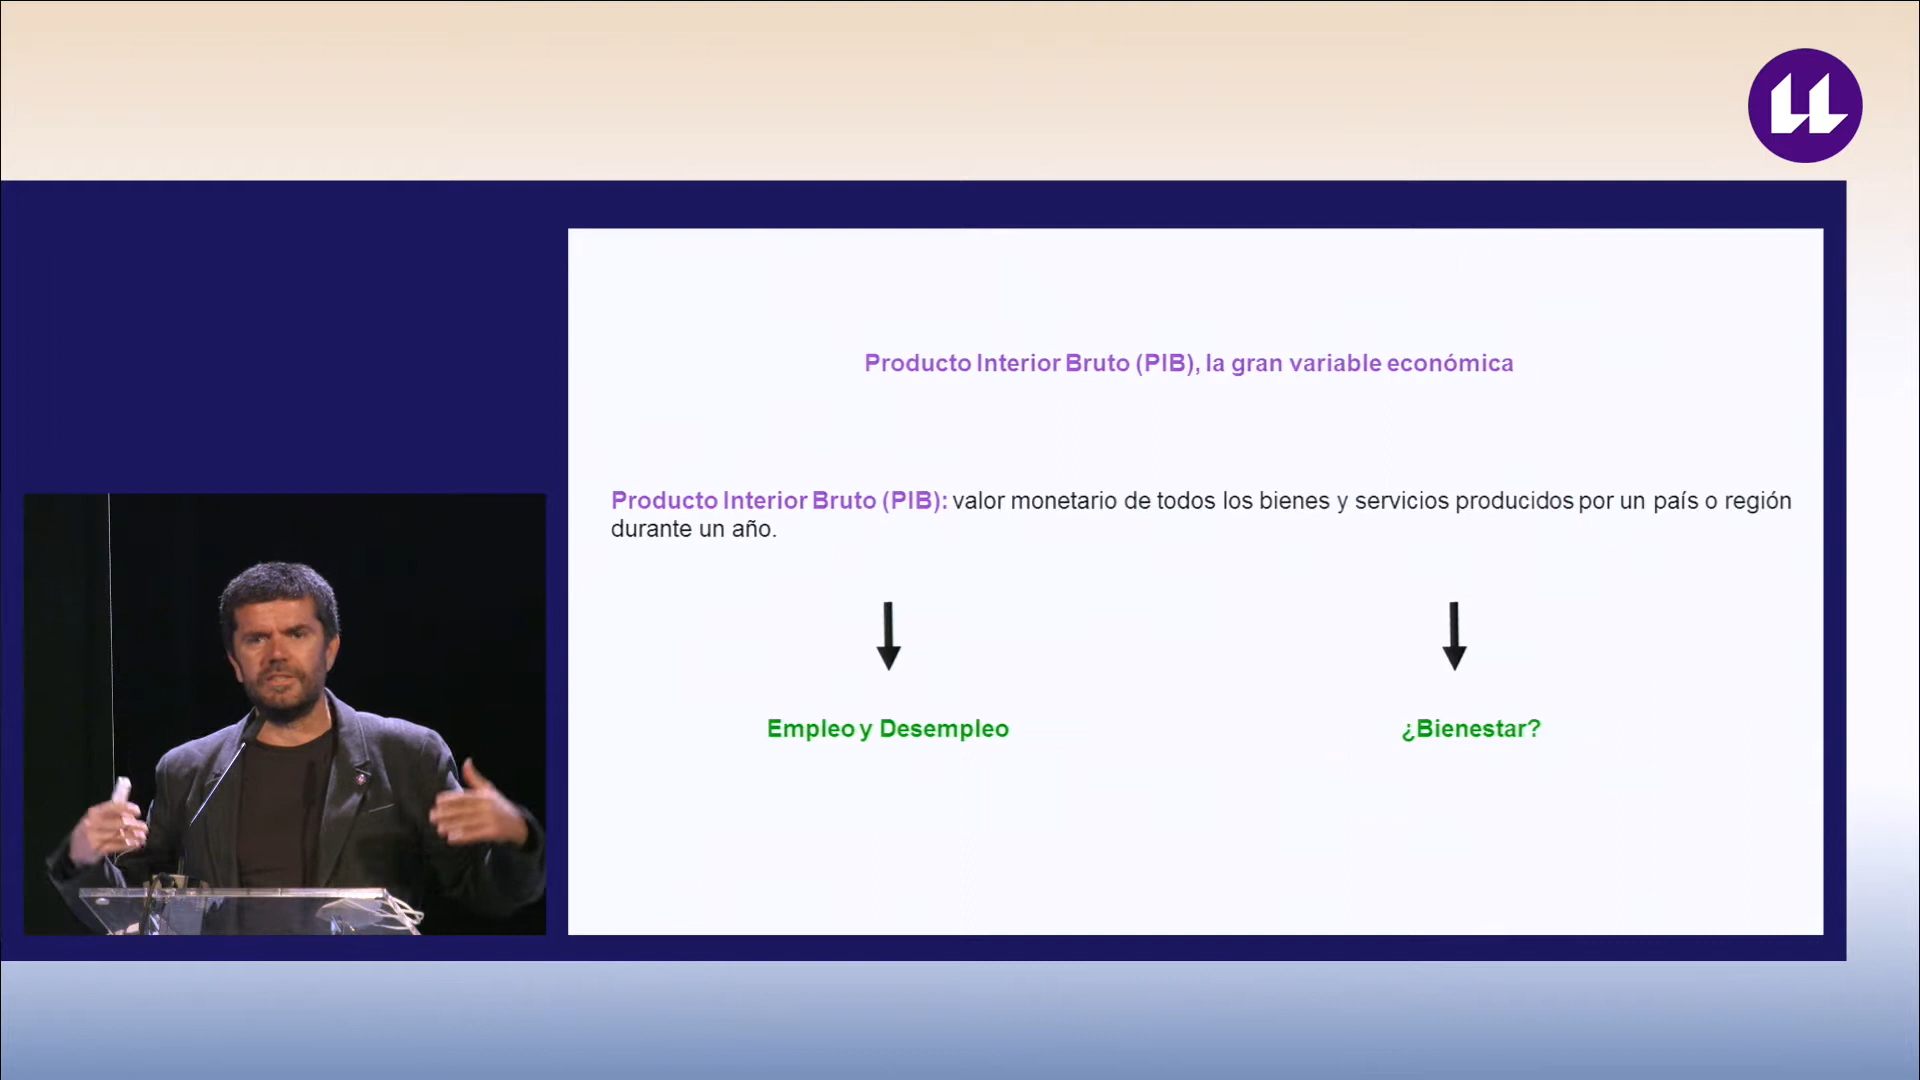 Producto Interior Bruto (PIB), la gran variable económica
Producto Interior Bruto (PIB): valor monetario de todos los bienes y servicios producidos por un país o región
durante un año.
Empleo y Desempleo
¿Bienestar?